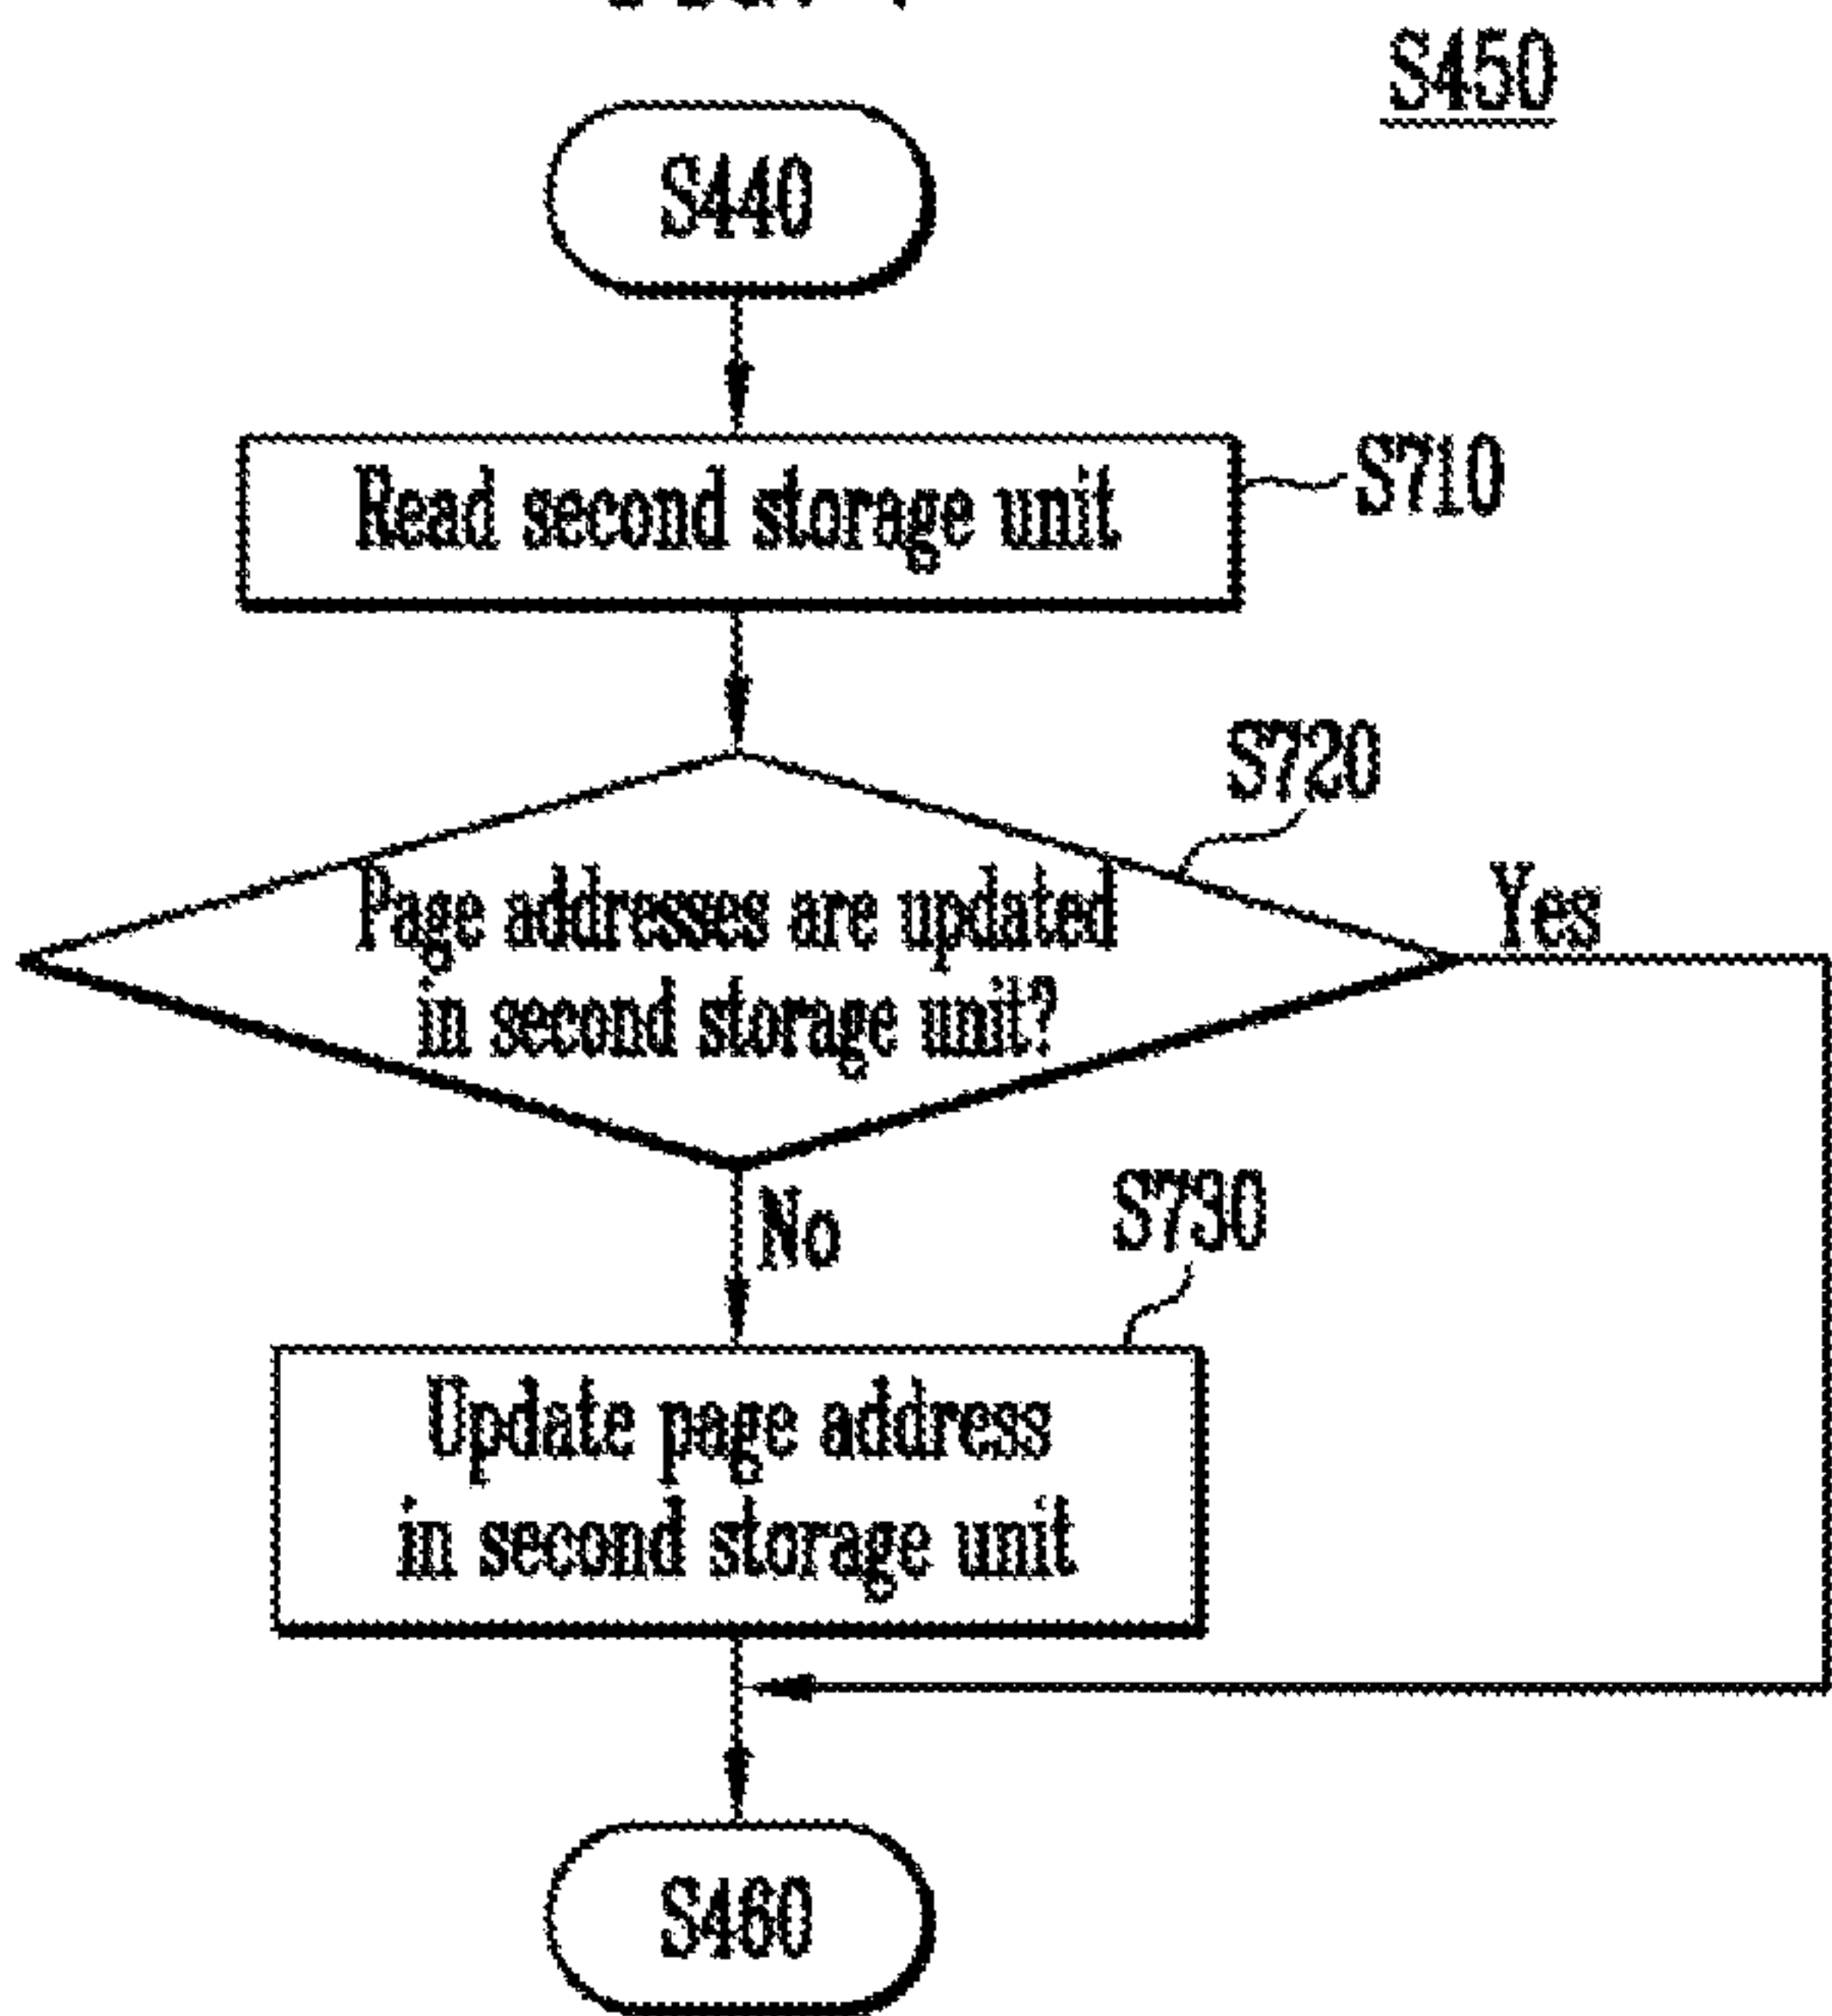 S450
S440
Read second storage unit
S710
S720
Page addresses are updated
in second storage unit?
Yes
No
S730
Update page address
in second storage unit
S460